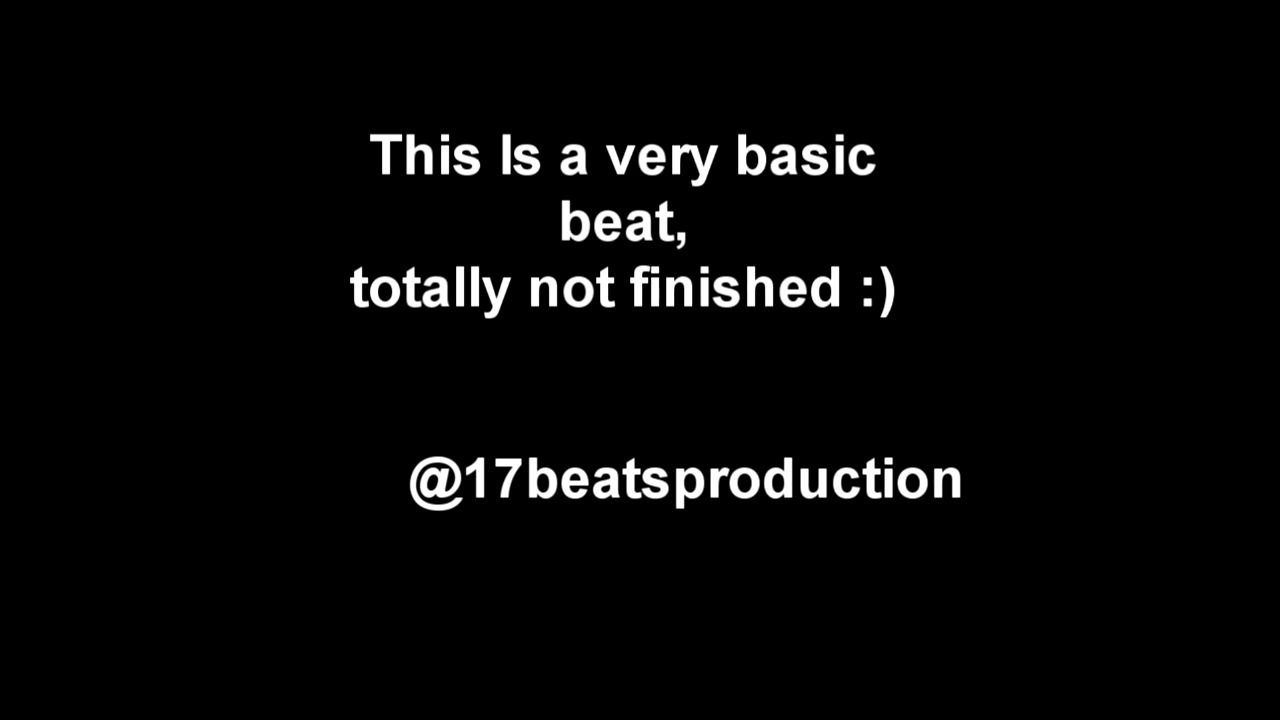 This Is a very basic
beat,
totally not finished :)
@17beatsproduction